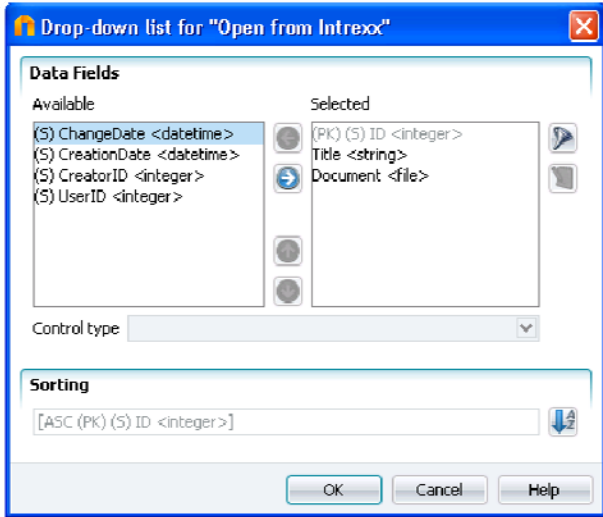 Drop-down list for "Open from Intrexx"
Data Fields
Available
Selected
(S) ChangeDate <datetime>
(S) CreationDate <datetime>
(S) CreatorID <integer>
(S) UserID <integer>
(PK) (S) ID <integer>
Title <string>
Document <file>
Control type
Sorting
[ASC (PK) (S) ID <integer>]
A
Z
OK
Cancel
Help